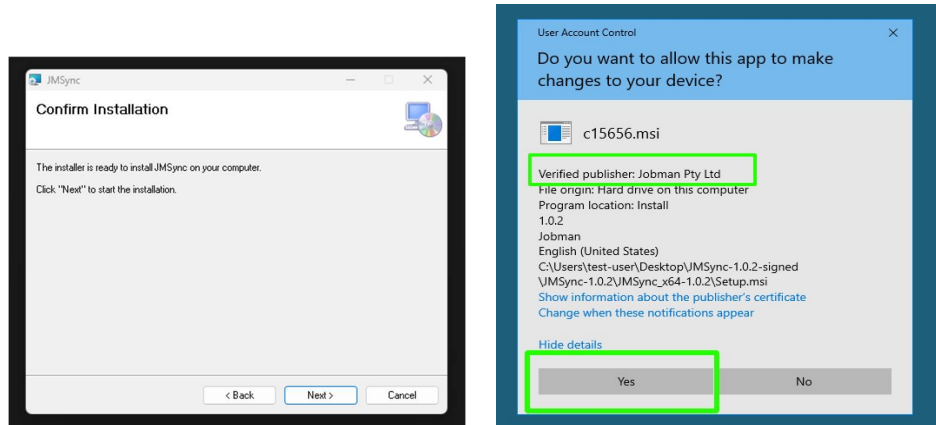 JMSync
Confirm Installation
The installer is ready to install JMSync on your computer.
Click "Next" to start the installation.
< Back
Next >
Cancel
User Account Control
Do you want to allow this app to make
changes to your device?
c15656.msi
Verified publisher: Jobman Pty Ltd
File origin: Hard drive on this computer
Program location: Install
1.0.2
Jobman
English (United States)
C:\Users\test-user\Desktop\JMSync-1.0.2-signed
\JMSync-1.0.2\JMSync_x64-1.0.2\Setup.msi
Show information about the publisher's certificate
Change when these notifications appear
Hide details
Yes
No